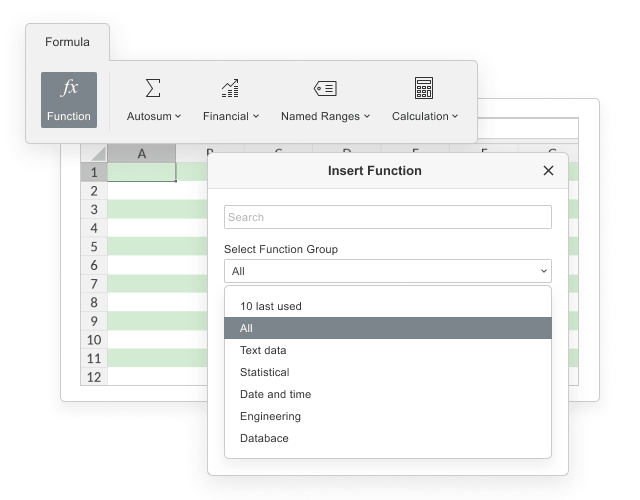 Formula
fx
Function
Autosum
Financial
Named Ranges
Calculation
A
1
2
3
4
5
6
7
8
9
10
11
12
Insert Function
Search
Select Function Group
All
10 last used
All
Text data
Statistical
Date and time
Engineering
Databace